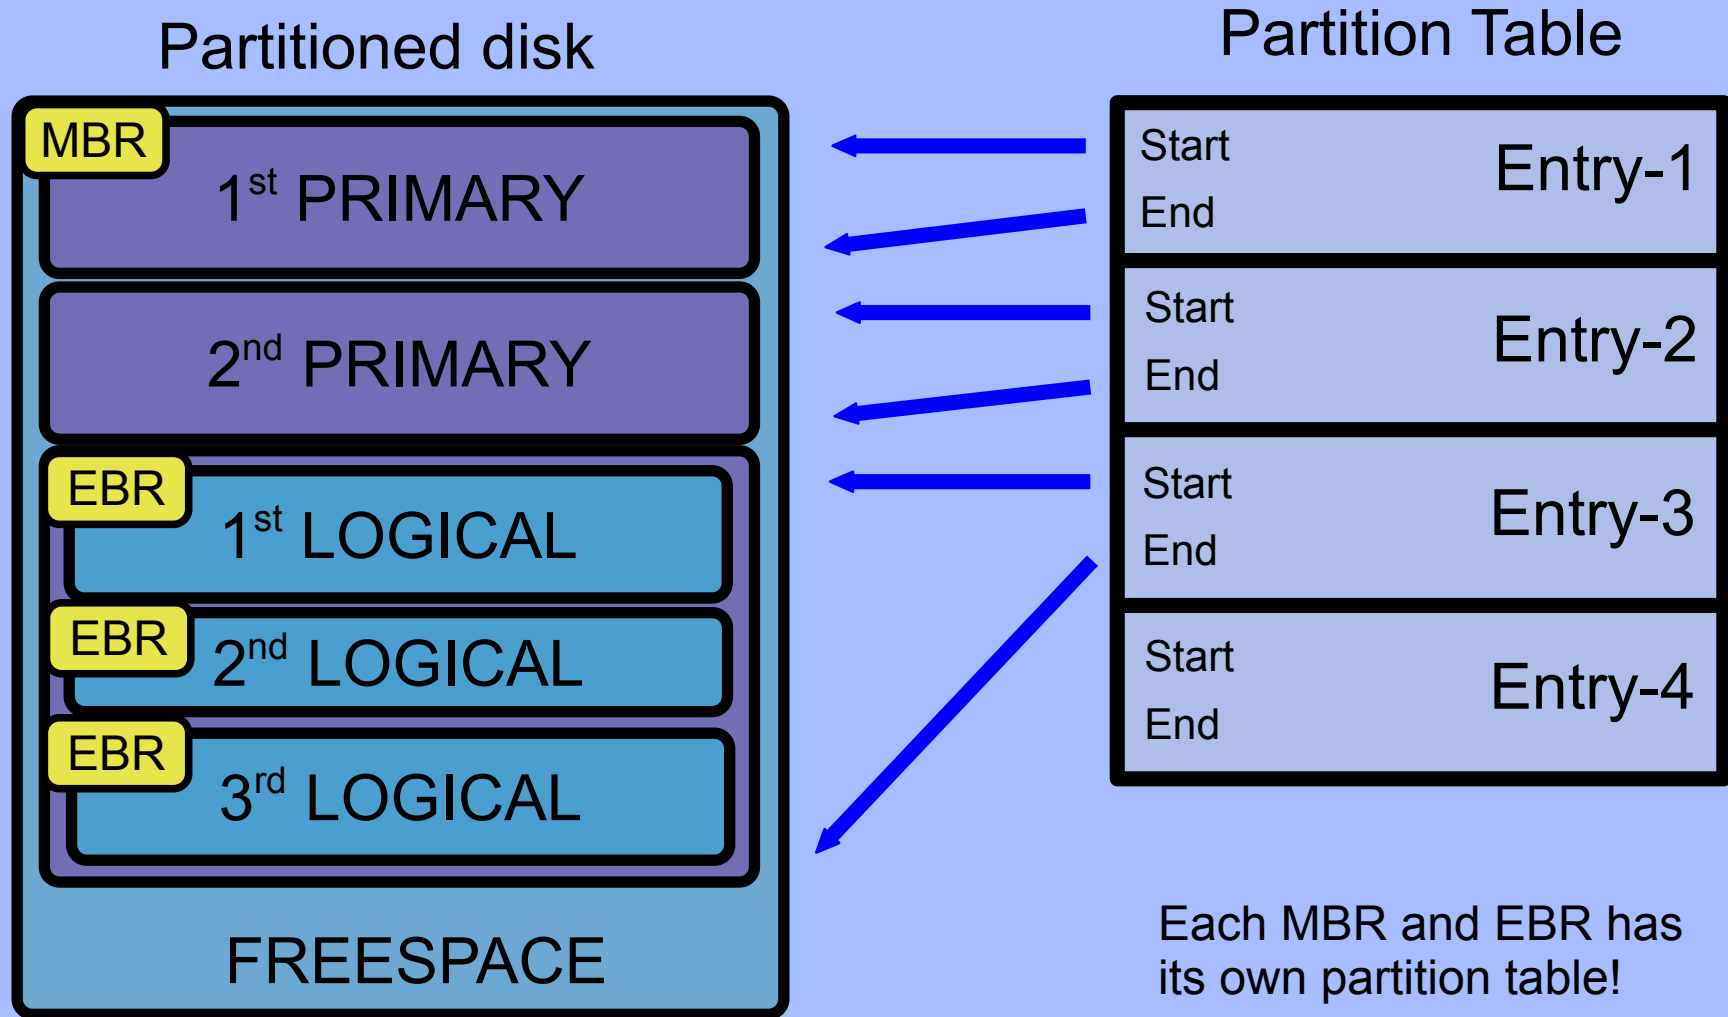 Partitioned disk
MBR
1st PRIMARY
2nd PRIMARY
EBR
1st LOGICAL
EBR
2nd LOGICAL
EBR
3rd LOGICAL
FREESPACE
Partition Table
Start
End
Entry-1
Start
End
Entry-2
Start
End
Entry-3
Start
End
Entry-4
Each MBR and EBR has
its own partition table!